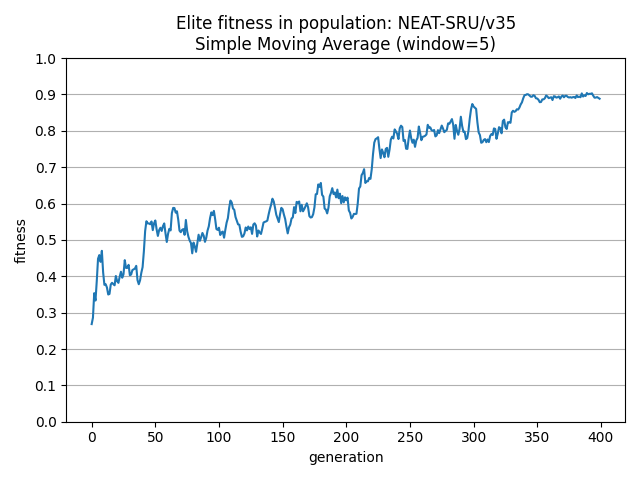 Elite fitness in population: NEAT-SRU/v35
Simple Moving Average (window=5)
1.0
0.9
0.8
0.7
0.6
0.5
0.4
0.3
0.2
0.1
0.0
fitness
0 50 100 150 200 250 300 350 400
generation